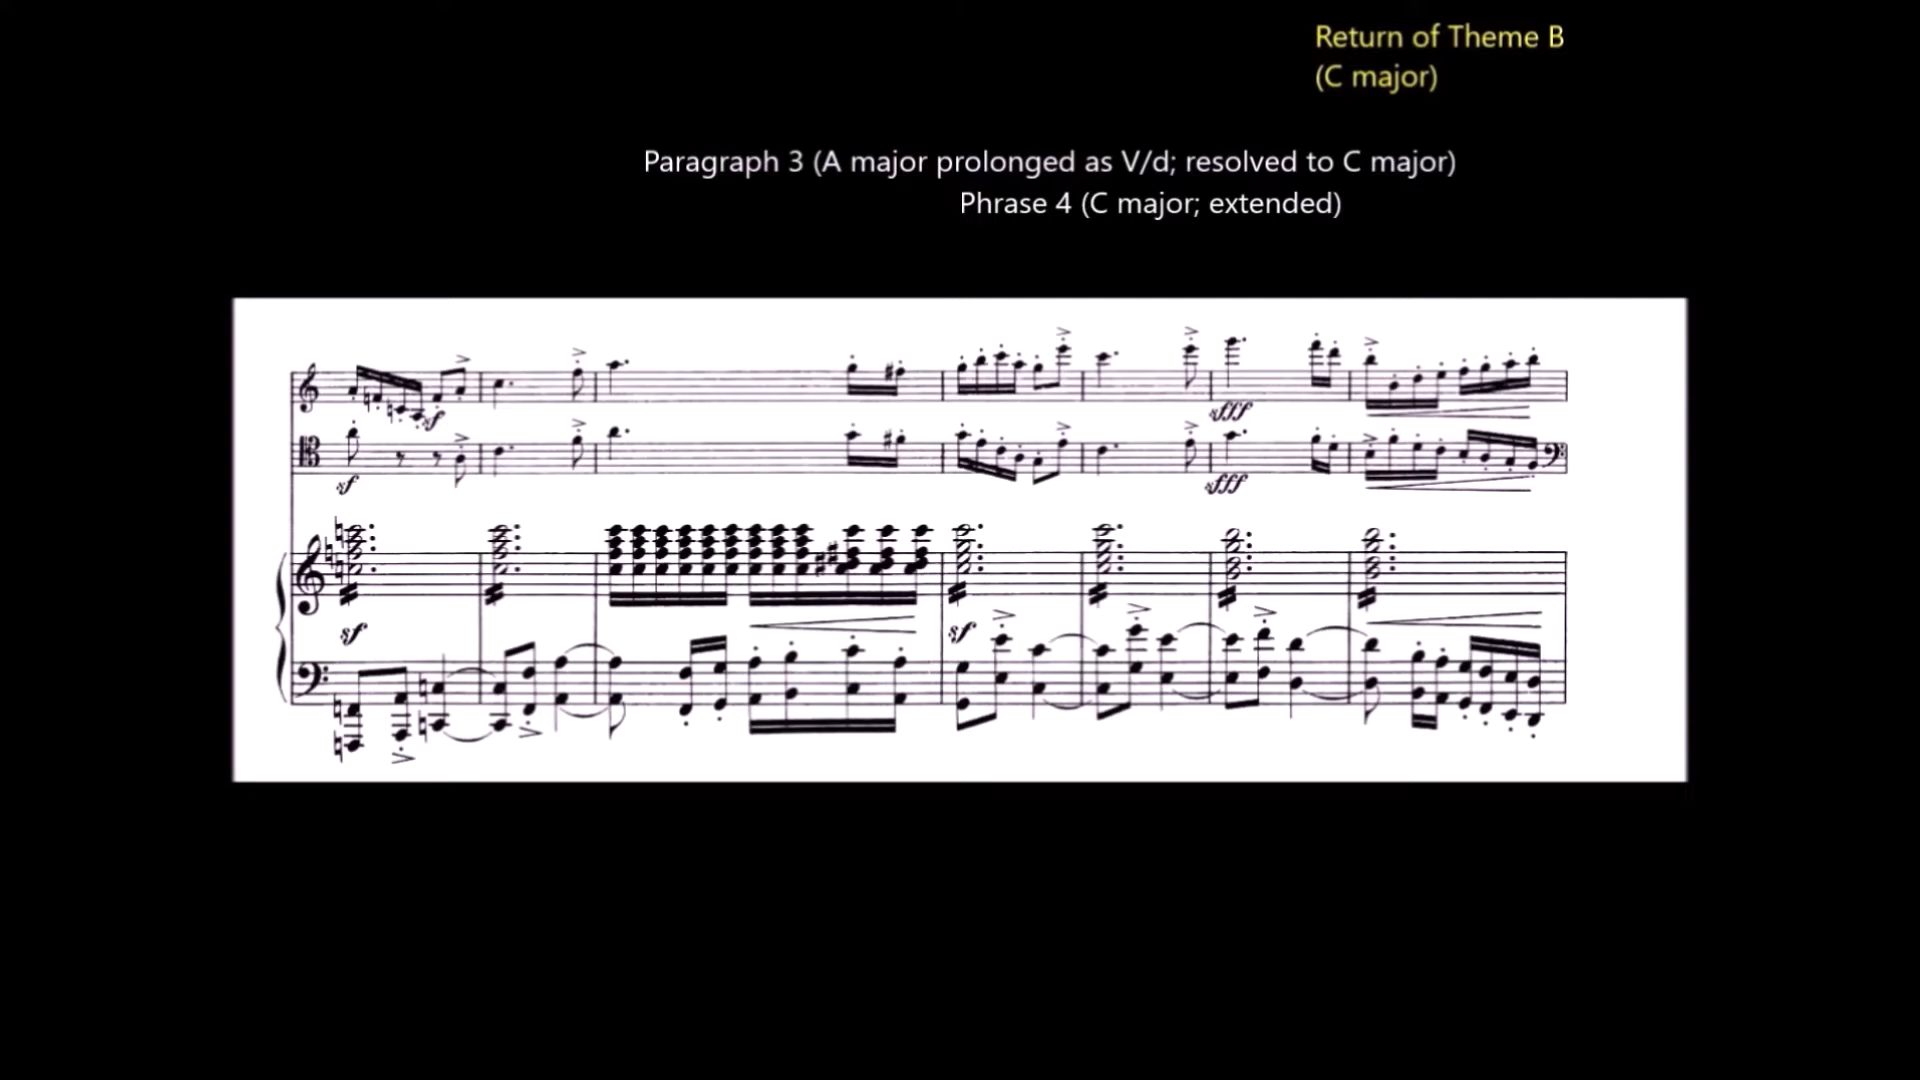 Return of Theme B
(C major)
Paragraph 3 (A major prolonged as V/d; resolved to C major)
Phrase 4 (C major; extended)
sf
sfff
sf
sfff
sf
sf